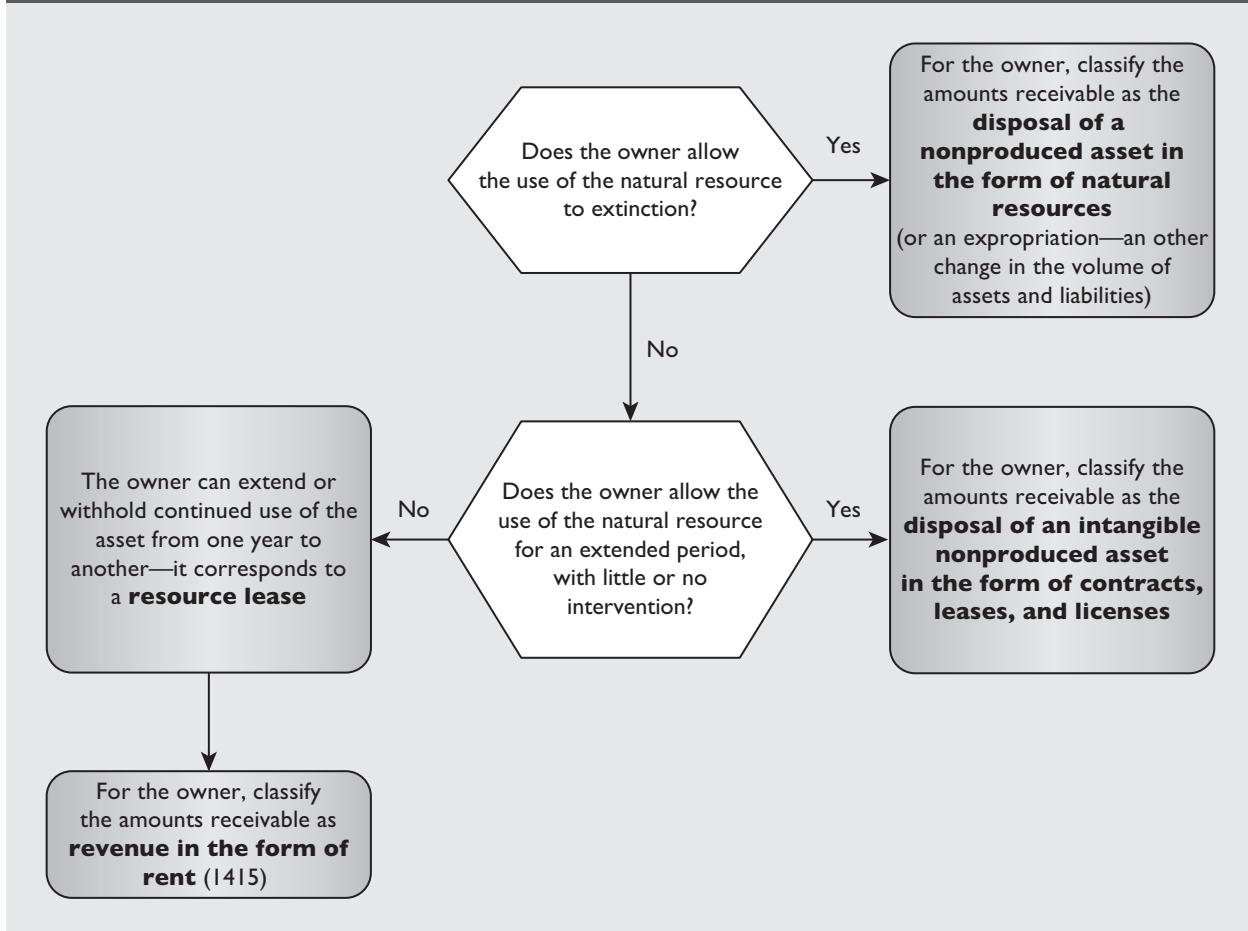 Does the owner allow
the use of the natural resource
to extinction?
Yes
For the owner, classify the
amounts receivable as the
disposal of a
nonproduced asset in
the form of natural
resources
(or an expropriation—an other
change in the volume of
assets and liabilities)
No
Does the owner allow the
use of the natural resource
for an extended period,
with little or no
intervention?
Yes
For the owner, classify the
amounts receivable as the
disposal of an intangible
nonproduced asset
in the form of contracts,
leases, and licenses
No
The owner can extend or
withhold continued use of the
asset from one year to
another—it corresponds to
a resource lease
For the owner, classify
the amounts receivable as
revenue in the form of
rent (1415)